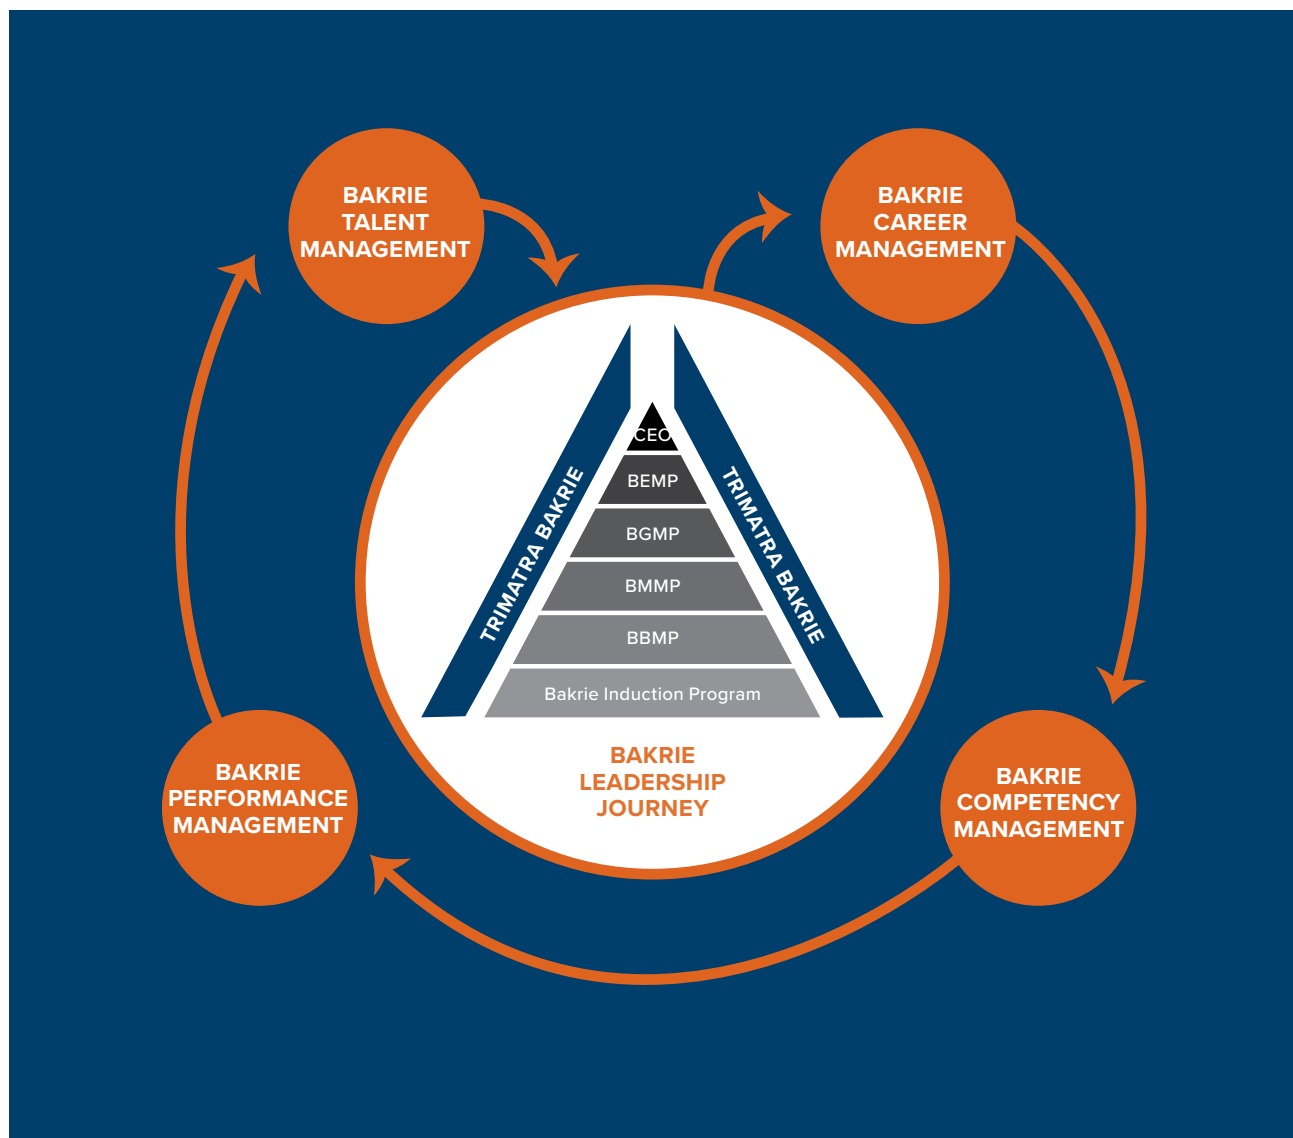 BAKRIE
TALENT
MANAGEMENT
BAKRIE
CAREER
MANAGEMENT
TRIMATRA BAKRIE
TRIMATRA BAKRIE
CEO
BEMP
BGMP
BMMP
BBMP
Bakrie Induction Program
BAKRIE
LEADERSHIP
JOURNEY
BAKRIE
PERFORMANCE
MANAGEMENT
BAKRIE
COMPETENCY
MANAGEMENT